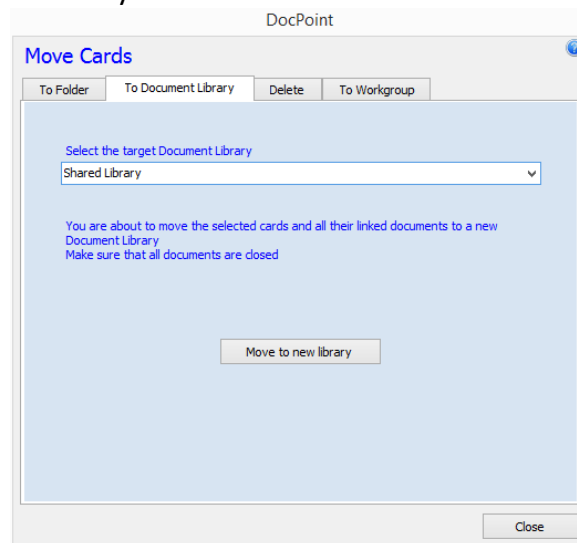 DocPoint
Move Cards
To Folder To Document Library Delete To Workgroup
Select the target Document Library
Shared Library
You are about to move the selected cards and all their linked documents to a new
Document Library
Make sure that all documents are closed
Move to new library
Close